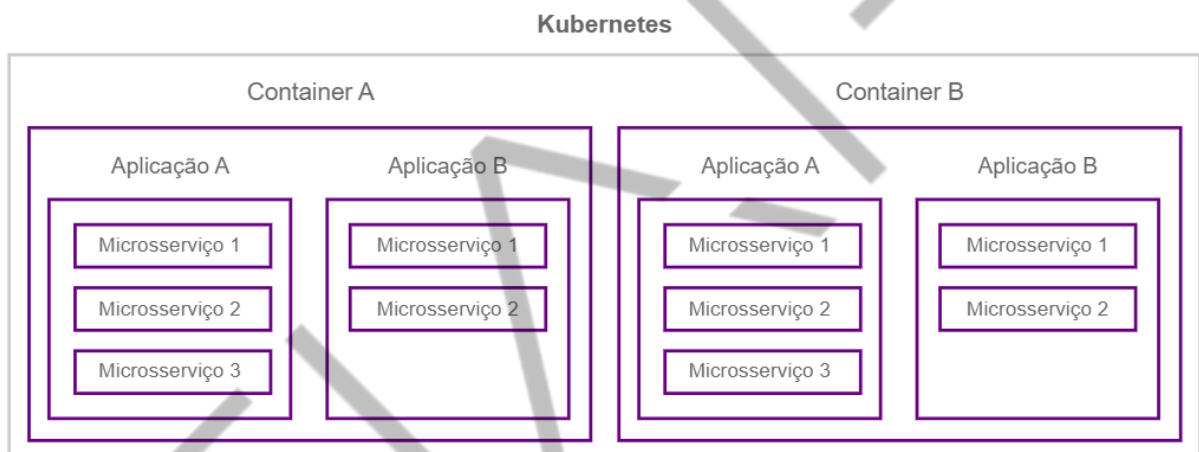 Kubernetes
Container A
Container B
Aplicação A
Aplicação B
Aplicação A
Aplicação B
Microsserviço 1
Microsserviço 1
Microsserviço 1
Microsserviço 1
Microsserviço 2
Microsserviço 2
Microsserviço 2
Microsserviço 2
Microsserviço 3
Microsserviço 3